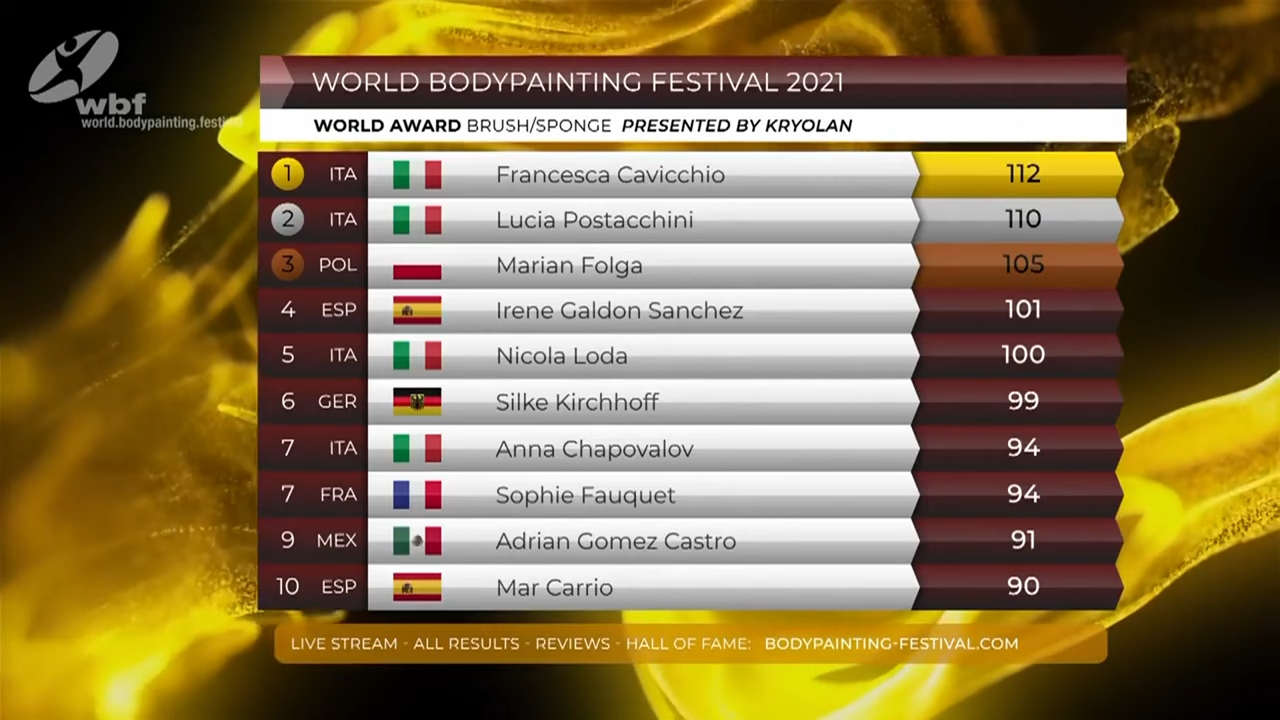 wbf
world.bodypainting.festival
WORLD BODYPAINTING FESTIVAL 2021
WORLD AWARD BRUSH/SPONGE PRESENTED BY KRYOLAN
1 ITA Francesca Cavicchio 112
2 ITA Lucia Postacchini 110
3 POL Marian Folga 105
4 ESP Irene Galdon Sanchez 101
5 ITA Nicola Loda 100
6 GER Silke Kirchhoff 99
7 ITA Anna Chapovalov 94
7 FRA Sophie Fauquet 94
9 MEX Adrian Gomez Castro 91
10 ESP Mar Carrio 90
LIVE STREAM - ALL RESULTS - REVIEWS - HALL OF FAME: BODYPAINTING-FESTIVAL.COM